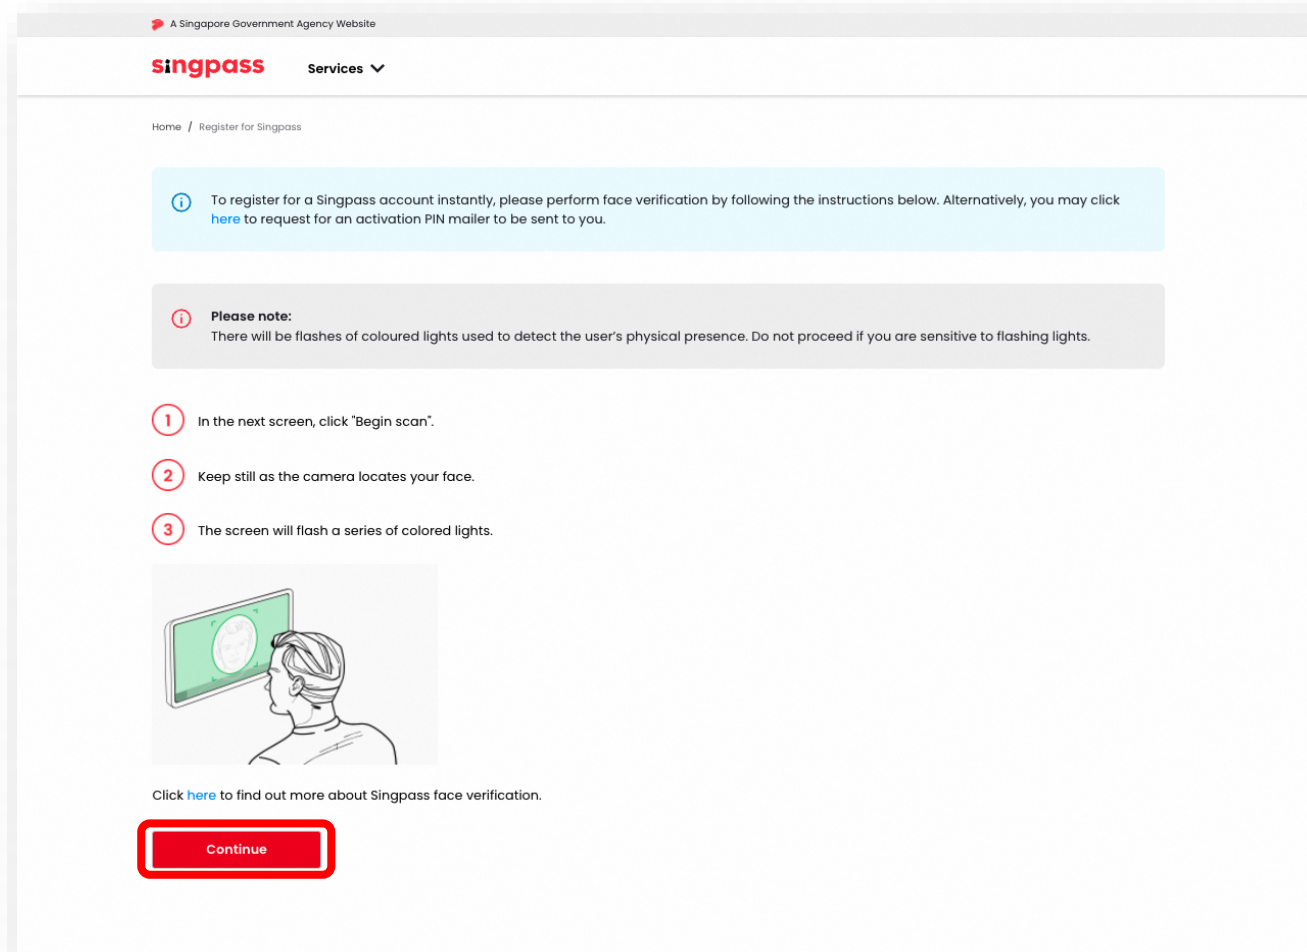 A Singapore Government Agency Website
singpass
Services
Home / Register for Singpass
To register for a Singpass account instantly, please perform face verification by following the instructions below. Alternatively, you may click
here to request for an activation PIN mailer to be sent to you.
Please note:
There will be flashes of coloured lights used to detect the user's physical presence. Do not proceed if you are sensitive to flashing lights.
1 In the next screen, click "Begin scan".
2 Keep still as the camera locates your face.
3 The screen will flash a series of colored lights.
Click here to find out more about Singpass face verification.
Continue